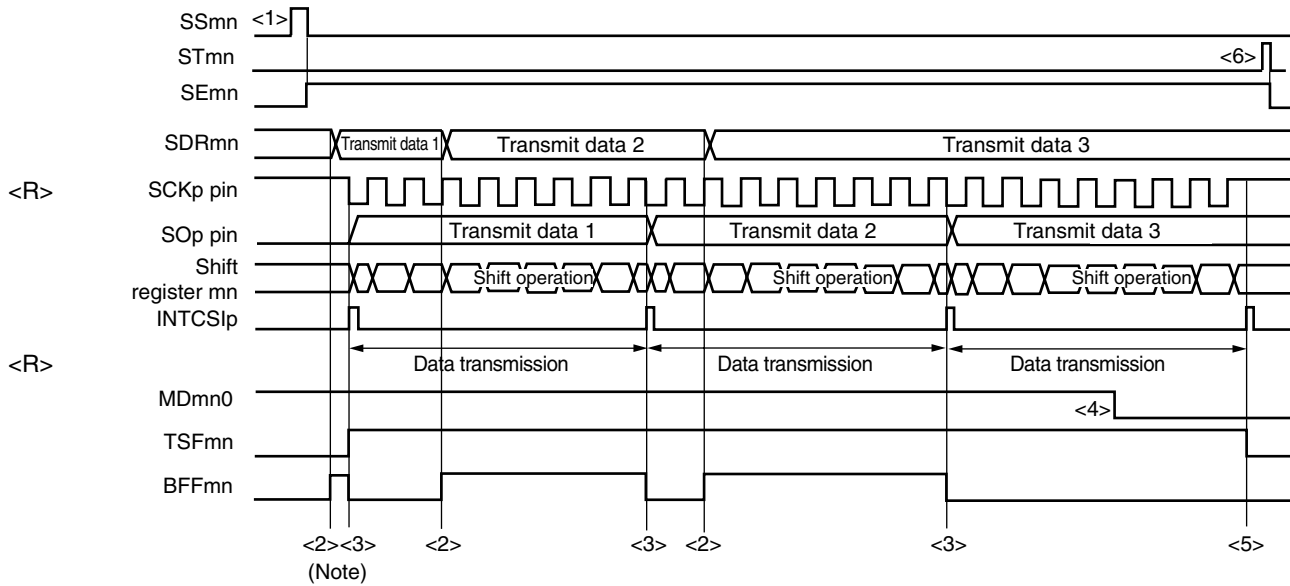 <1> SSmn
STmn <6>
SEmn
SDRmn Transmit data 1 Transmit data 2 Transmit data 3
<R> SCKp pin
SOp pin Transmit data 1 Transmit data 2 Transmit data 3
Shift
register mn Shift operation Shift operation Shift operation
INTCSIp
<R> Data transmission Data transmission Data transmission
MDmn0 <4>
TSFmn
BFFmn
<2> <3> <2> <3> <2> <3> <5>
(Note)